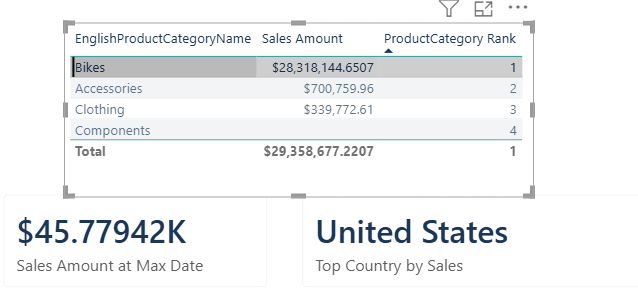 EnglishProductCategoryName Sales Amount ProductCategory Rank
Bikes $28,318,144.6507 1
Accessories $700,759.96 2
Clothing $339,772.61 3
Components 4
Total $29,358,677.2207 1
$45.77942K United States
Sales Amount at Max Date Top Country by Sales